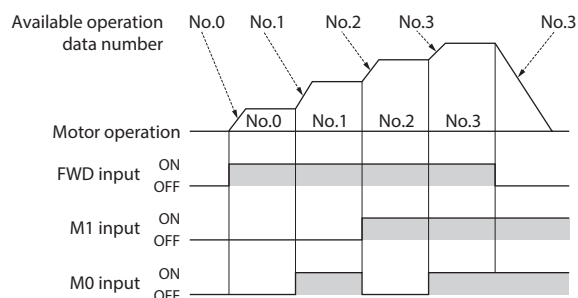 Available operation data number
No.0 No.1 No.2 No.3 No.3
Motor operation No.0 No.1 No.2 No.3
FWD input ON
OFF
M1 input ON
OFF
M0 input ON
OFF